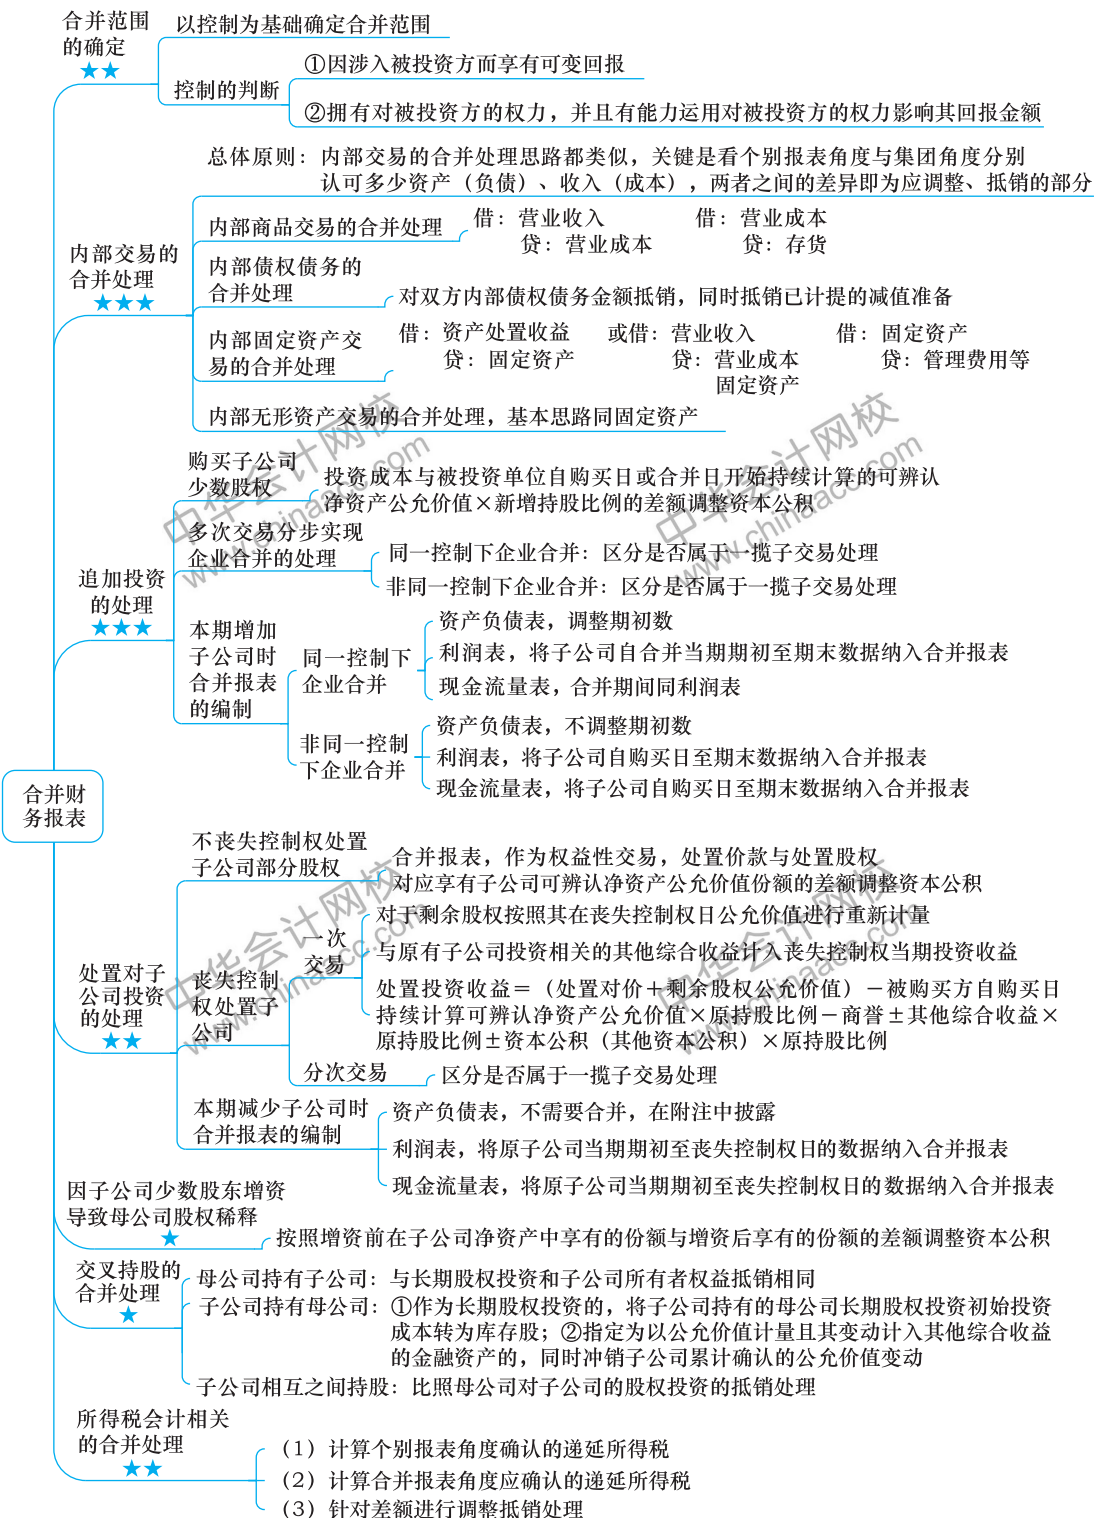 合并范围
的确定
★★
以控制为基础确定合并范围
控制的判断
①因涉入被投资方而享有可变回报
②拥有对被投资方的权力，并且有能力运用对被投资方的权力影响其回报金额
总体原则：内部交易的合并处理思路都类似，关键是看个别报表角度与集团角度分别
认可多少资产（负债）、收入（成本），两者之间的差异即为应调整、抵销的部分
内部交易的
合并处理
★★★
内部商品交易的合并处理
借：营业收入 借：营业成本
贷：营业成本 贷：存货
内部债权债务的
合并处理
对双方内部债权债务金额抵销，同时抵销已计提的减值准备
内部固定资产交
易的合并处理
借：资产处置收益 或借：营业收入 借：固定资产
贷：固定资产 贷：营业成本 贷：管理费用等
固定资产
内部无形资产交易的合并处理，基本思路同固定资产
追加投资
的处理
★★★
购买子公司
少数股权
投资成本与被投资单位自购买日或合并日开始持续计算的可辨认
净资产公允价值×新增持股比例的差额调整资本公积
多次交易分步实现
企业合并的处理
同一控制下企业合并：区分是否属于一揽子交易处理
非同一控制下企业合并：区分是否属于一揽子交易处理
本期增加
子公司时
合并报表
的编制
同一控制下
企业合并
资产负债表，调整期初数
利润表，将子公司自合并当期期初至期末数据纳入合并报表
现金流量表，合并期间同利润表
非同一控制
下企业合并
资产负债表，不调整期初数
利润表，将子公司自购买日至期末数据纳入合并报表
现金流量表，将子公司自购买日至期末数据纳入合并报表
合并财
务报表
处置对子
公司投资
的处理
★★
不丧失控制权处置
子公司部分股权
合并报表，作为权益性交易，处置价款与处置股权
对应享有子公司可辨认净资产公允价值份额的差额调整资本公积
丧失控制
权处置子
公司
一次
交易
对于剩余股权按照其在丧失控制权日公允价值进行重新计量
与原有子公司投资相关的其他综合收益计入丧失控制权当期投资收益
处置投资收益＝（处置对价＋剩余股权公允价值）－被购买方自购买日
持续计算可辨认净资产公允价值×原持股比例－商誉±其他综合收益×
原持股比例±资本公积（其他资本公积）×原持股比例
分次交易
区分是否属于一揽子交易处理
本期减少子公司时
合并报表的编制
资产负债表，不需要合并，在附注中披露
利润表，将原子公司当期期初至丧失控制权日的数据纳入合并报表
现金流量表，将原子公司当期期初至丧失控制权日的数据纳入合并报表
因子公司少数股东增资
导致母公司股权稀释
★
按照增资前在子公司净资产中享有的份额与增资后享有的份额的差额调整资本公积
交叉持股的
合并处理
★
母公司持有子公司：与长期股权投资和子公司所有者权益抵销相同
子公司持有母公司：①作为长期股权投资的，将子公司持有的母公司长期股权投资初始投资
成本转为库存股；②指定为以公允价值计量且其变动计入其他综合收益
的金融资产的，同时冲销子公司累计确认的公允价值变动
子公司相互之间持股：比照母公司对子公司的股权投资的抵销处理
所得税会计相关
的合并处理
★★
（1）计算个别报表角度确认的递延所得税
（2）计算合并报表角度应确认的递延所得税
（3）针对差额进行调整抵销处理
中华会计网校
www.chinaacc.com
中华会计网校
www.chinaacc.com
中华会计网校
www.chinaacc.com
中华会计网校
www.chinaacc.com